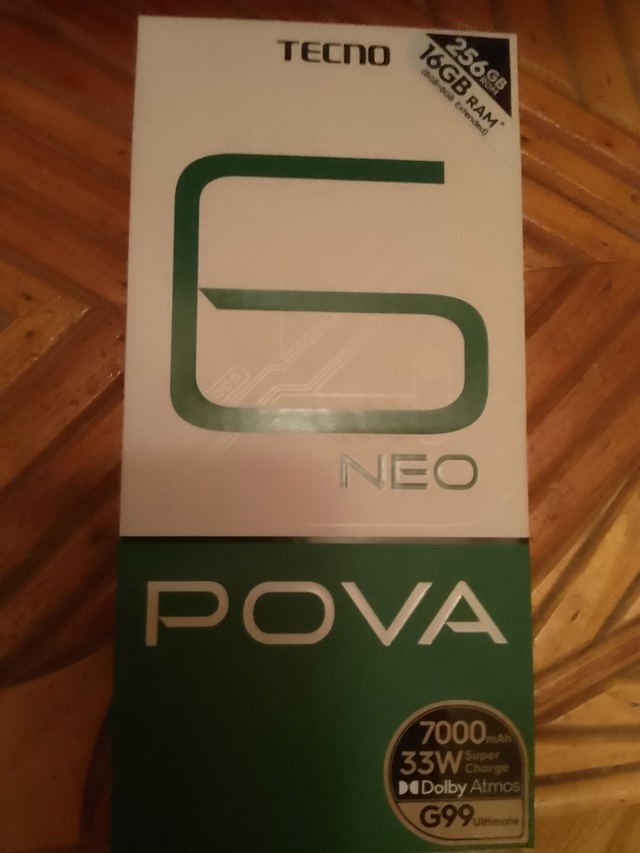 TECNO
256GB ROM
16GB RAM*
(8GB+8GB Extended)
6
NEO
POVA
7000mAh
33W Super Charge
Dolby Atmos
G99 Ultimate